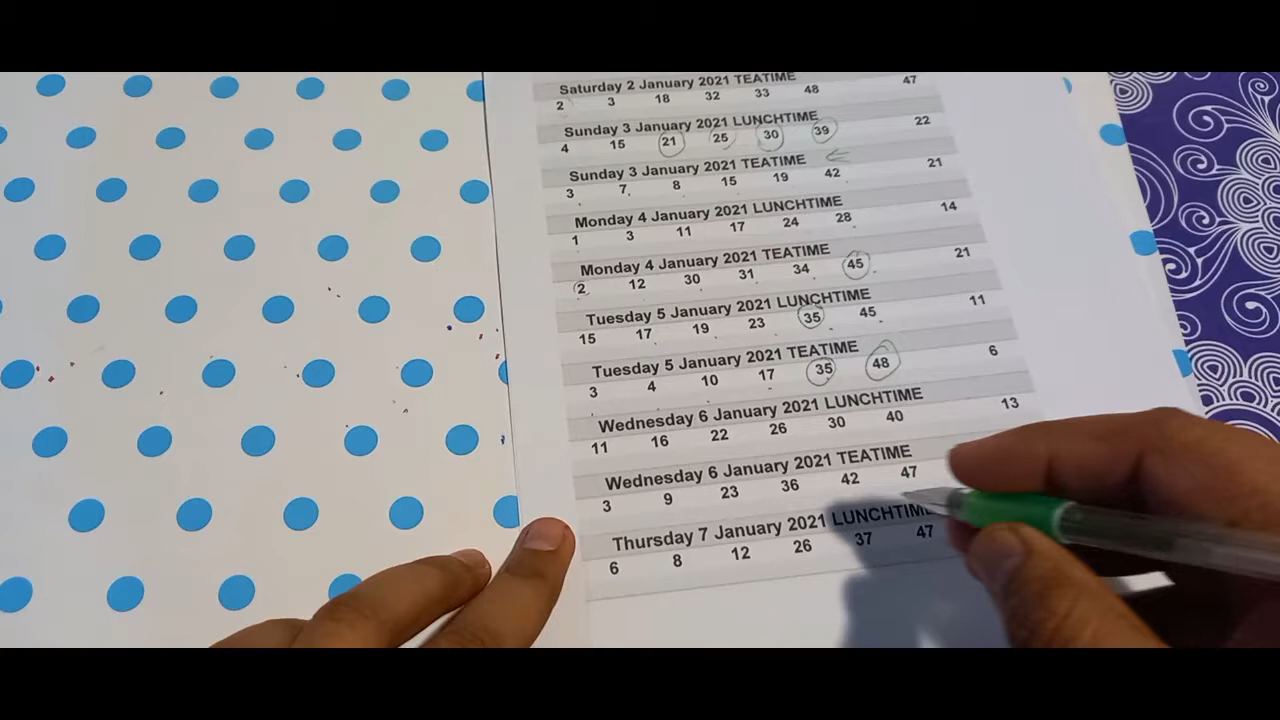 Saturday 2 January 2021 TEATIME
2 3 18 32 33 48 47
Sunday 3 January 2021 LUNCHTIME
4 15 21 25 30 39 22
Sunday 3 January 2021 TEATIME
3 7 8 15 19 42 21
Monday 4 January 2021 LUNCHTIME
1 3 11 17 24 28 14
Monday 4 January 2021 TEATIME
2 12 30 31 34 45 21
Tuesday 5 January 2021 LUNCHTIME
15 17 19 23 35 45 11
Tuesday 5 January 2021 TEATIME
3 4 10 17 35 48 6
Wednesday 6 January 2021 LUNCHTIME
11 16 22 26 30 40 13
Wednesday 6 January 2021 TEATIME
3 9 23 36 42 47
Thursday 7 January 2021 LUNCHTIME
6 8 12 26 37 47